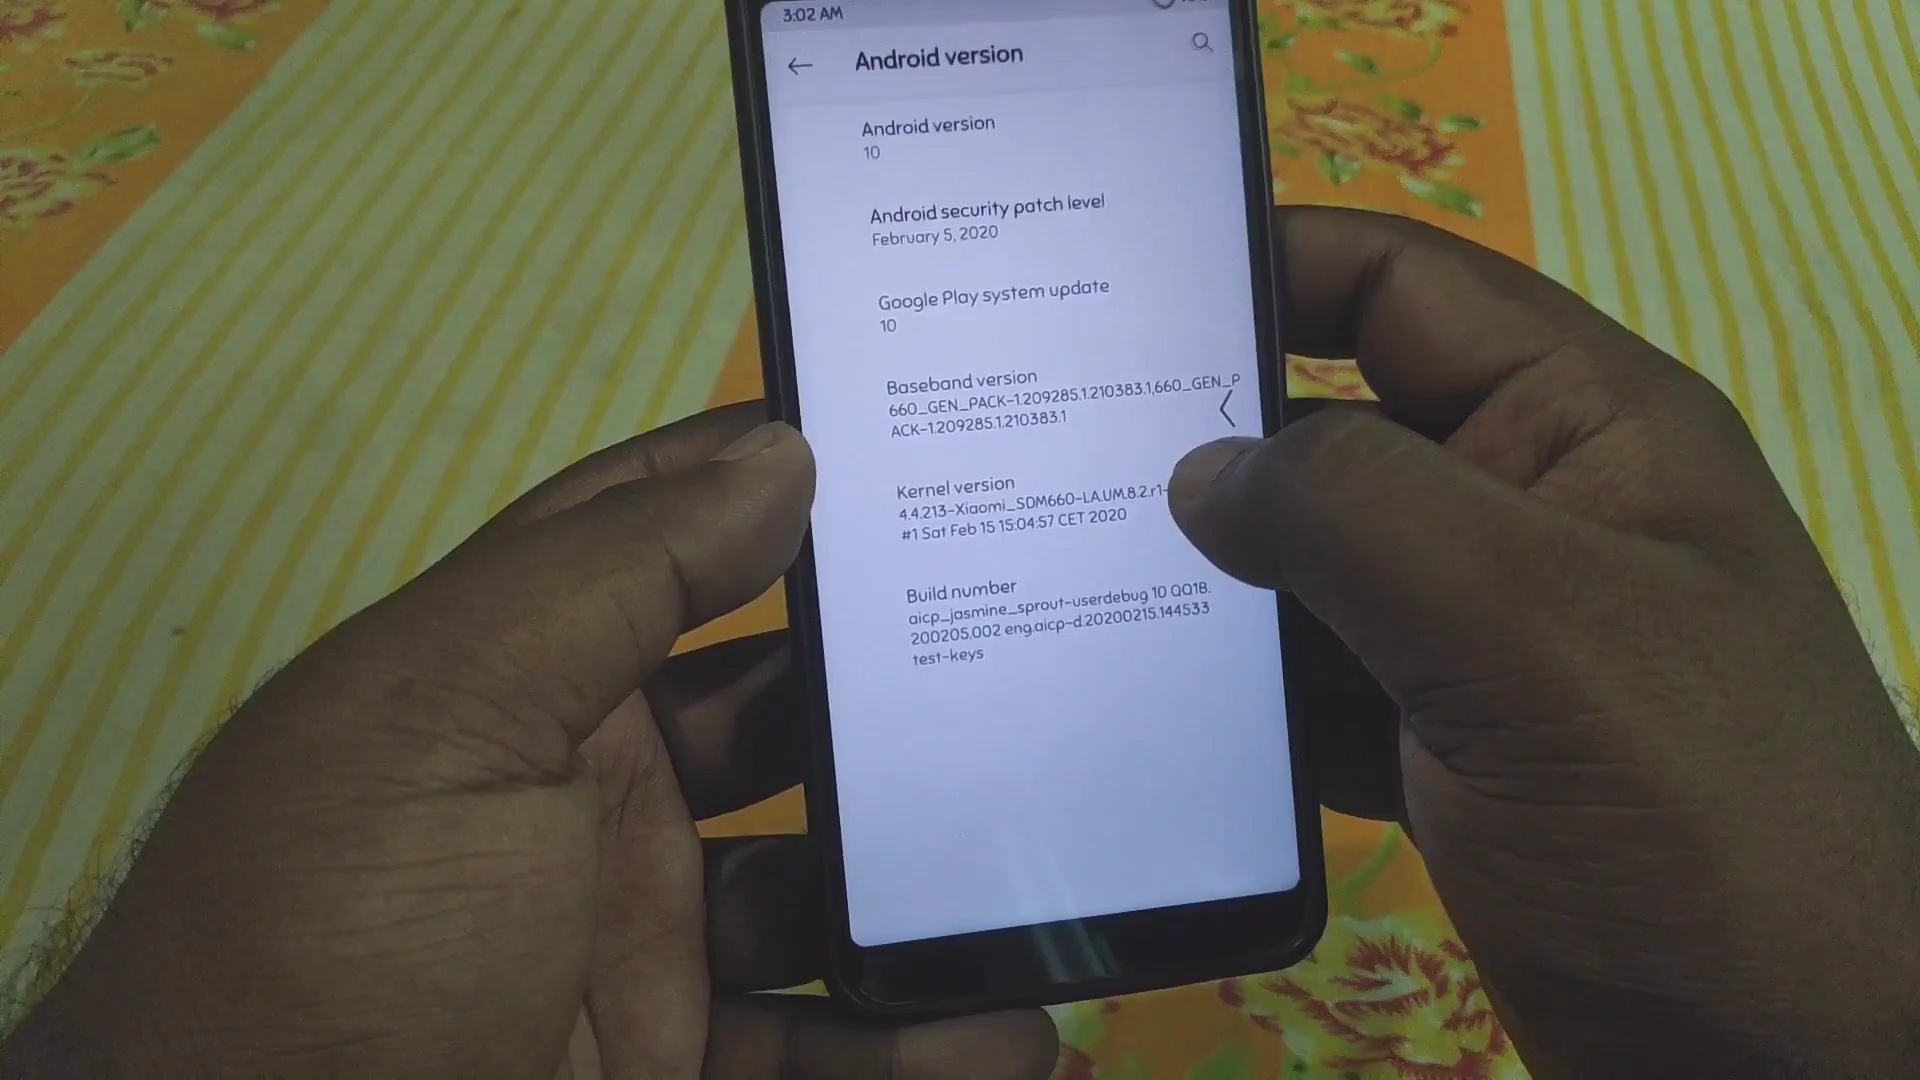 3:02 AM
Android version
Android version
10
Android security patch level
February 5, 2020
Google Play system update
10
Baseband version
660_GEN_PACK-1.209285.1.210383.1,660_GEN_P
ACK-1.209285.1.210383.1
Kernel version
4.4.213-Xiaomi_SDM660-LA.UM.8.2.r1-
#1 Sat Feb 15 15:04:57 CET 2020
Build number
aicp_jasmine_sprout-userdebug 10 QQ1B.
200205.002 eng.aicp-d.20200215.144533
test-keys